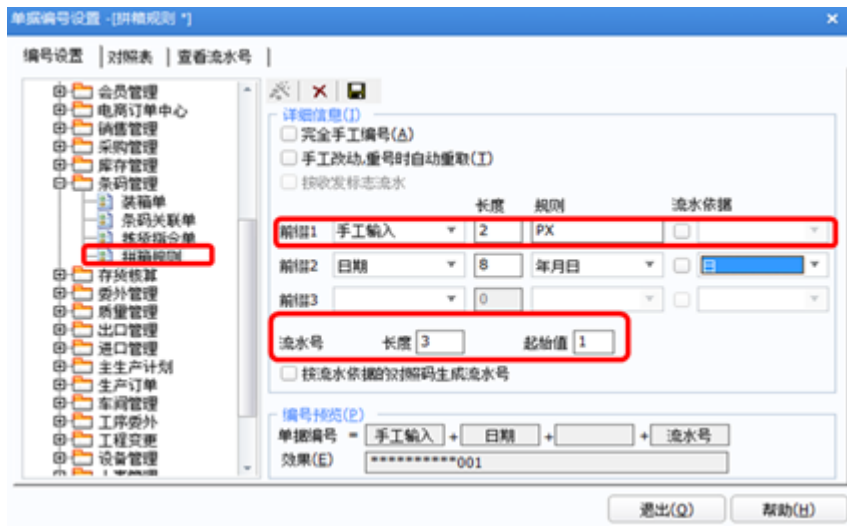 单据编号设置 -[拼箱规则 *]
编号设置 对照表 查看流水号
会员管理
电商订单中心
销售管理
采购管理
库存管理
条码管理
装箱单
条码关联单
拣货指令单
拼箱规则
存货核算
委外管理
质量管理
出口管理
进口管理
主生产计划
生产订单
车间管理
工序委外
工程变更
设备管理
详细信息(I)
完全手工编号(A)
手工改动,重号时自动重取(T)
按收发标志流水
长度 规则 流水依据
前缀1 手工输入 2 PX
前缀2 日期 8 年月日 日
前缀3 0
流水号 长度 3 起始值 1
按流水依据的对照码生成流水号
编号预览(P)
单据编号 = 手工输入 + 日期 + + 流水号
效果(E) **********001
退出(Q) 帮助(H)